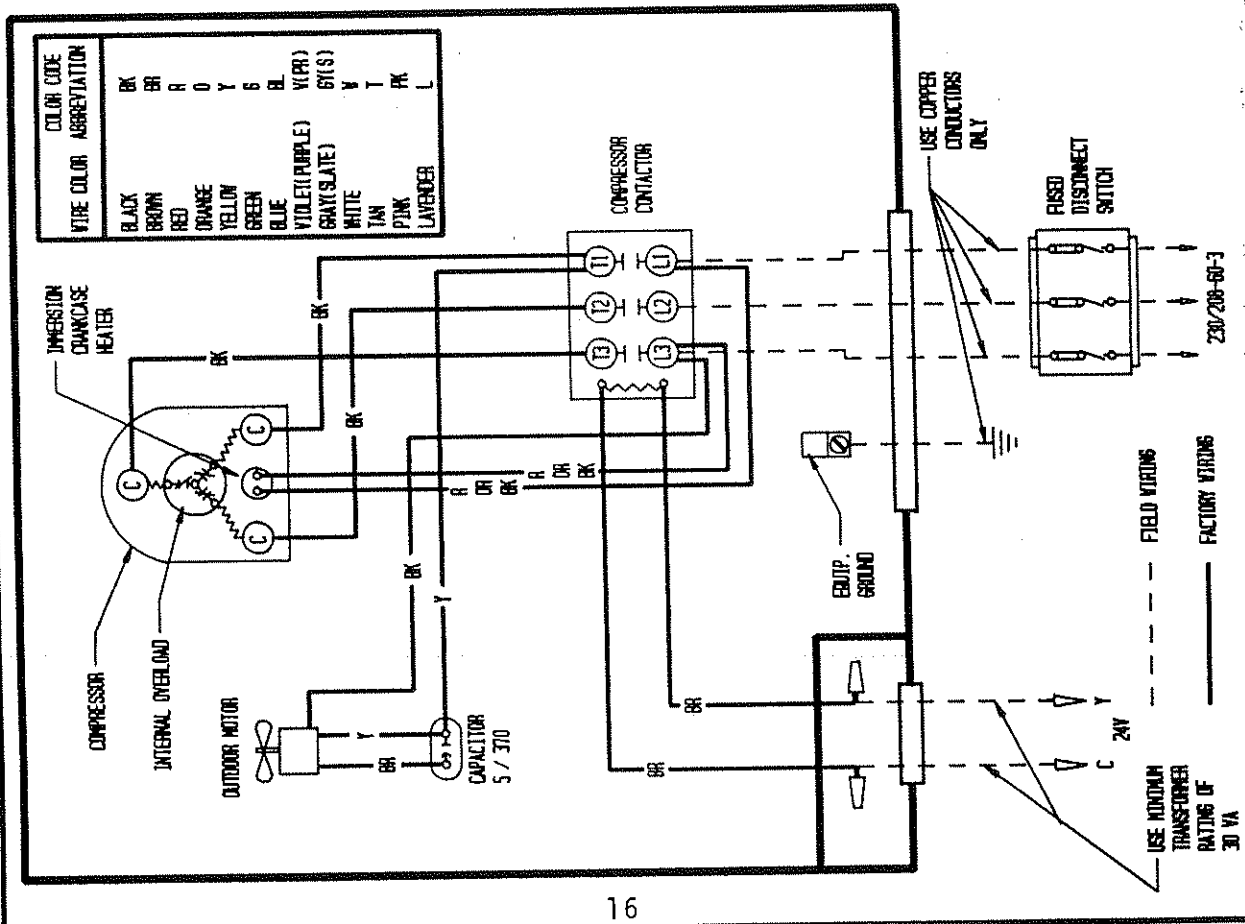 COLOR CODE
WIRE COLOR ABBREVIATION
BLACK BK
BROWN BR
RED R
ORANGE O
YELLOW Y
GREEN G
BLUE BL
VIOLET(PURPLE) V(PR)
GRAY(SLATE) GY(S)
WHITE W
TAN T
PINK PK
LAVENDER L
IMMERSION
CRANKCASE
HEATER
COMPRESSOR
INTERNAL OVERLOAD
C
C
C
OUTDOOR MOTOR
CAPACITOR
5 / 370
BR
Y
BK
Y
BK
BK
BK
R OR BK
R OR BK
COMPRESSOR
CONTACTOR
T3
T2
T1
L3
L2
L1
BR
BR
EQUIP.
GROUND
USE COPPER
CONDUCTORS
ONLY
FUSED
DISCONNECT
SWITCH
230/208-60-3
C
24V
Y
USE MINIMUM
TRANSFORMER
RATING OF
30 VA
FIELD WIRING
FACTORY WIRING
16